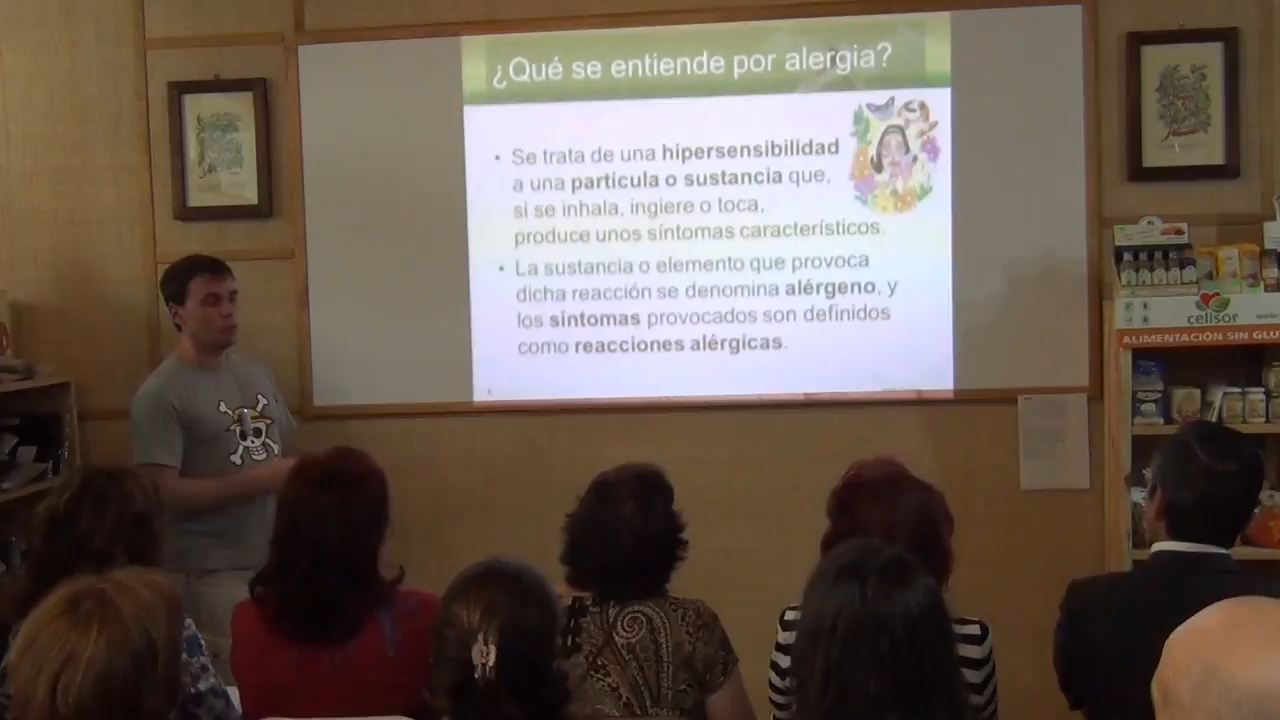 ¿Qué se entiende por alergia?
• Se trata de una hipersensibilidad
a una partícula o sustancia que,
si se inhala, ingiere o toca,
produce unos síntomas característicos.
• La sustancia o elemento que provoca
dicha reacción se denomina alérgeno, y
los síntomas provocados son definidos
como reacciones alérgicas.
celisor
ALIMENTACIÓN SIN GLU